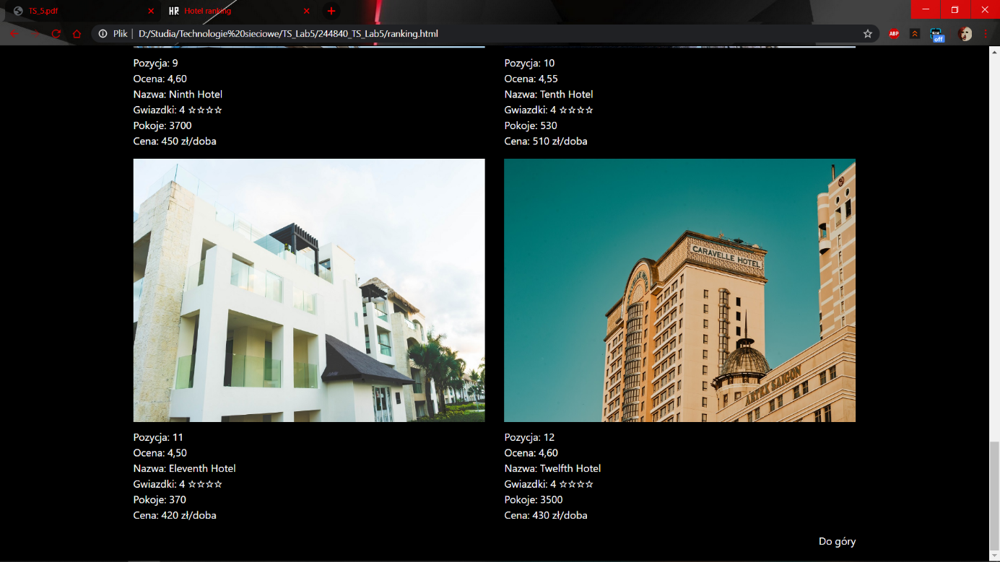 TS_5.pdf
HR Hotel ranking
Plik | D:/Studia/Technologie%20sieciowe/TS_Lab5/244840_TS_Lab5/ranking.html
ABP
off
Pozycja: 9
Ocena: 4,60
Nazwa: Ninth Hotel
Gwiazdki: 4 ☆☆☆☆
Pokoje: 3700
Cena: 450 zł/doba
Pozycja: 10
Ocena: 4,55
Nazwa: Tenth Hotel
Gwiazdki: 4 ☆☆☆☆
Pokoje: 530
Cena: 510 zł/doba
CARAVELLE HOTEL
ARTEX SAIGON
Pozycja: 11
Ocena: 4,50
Nazwa: Eleventh Hotel
Gwiazdki: 4 ☆☆☆☆
Pokoje: 370
Cena: 420 zł/doba
Pozycja: 12
Ocena: 4,60
Nazwa: Twelfth Hotel
Gwiazdki: 4 ☆☆☆☆
Pokoje: 3500
Cena: 430 zł/doba
Do góry